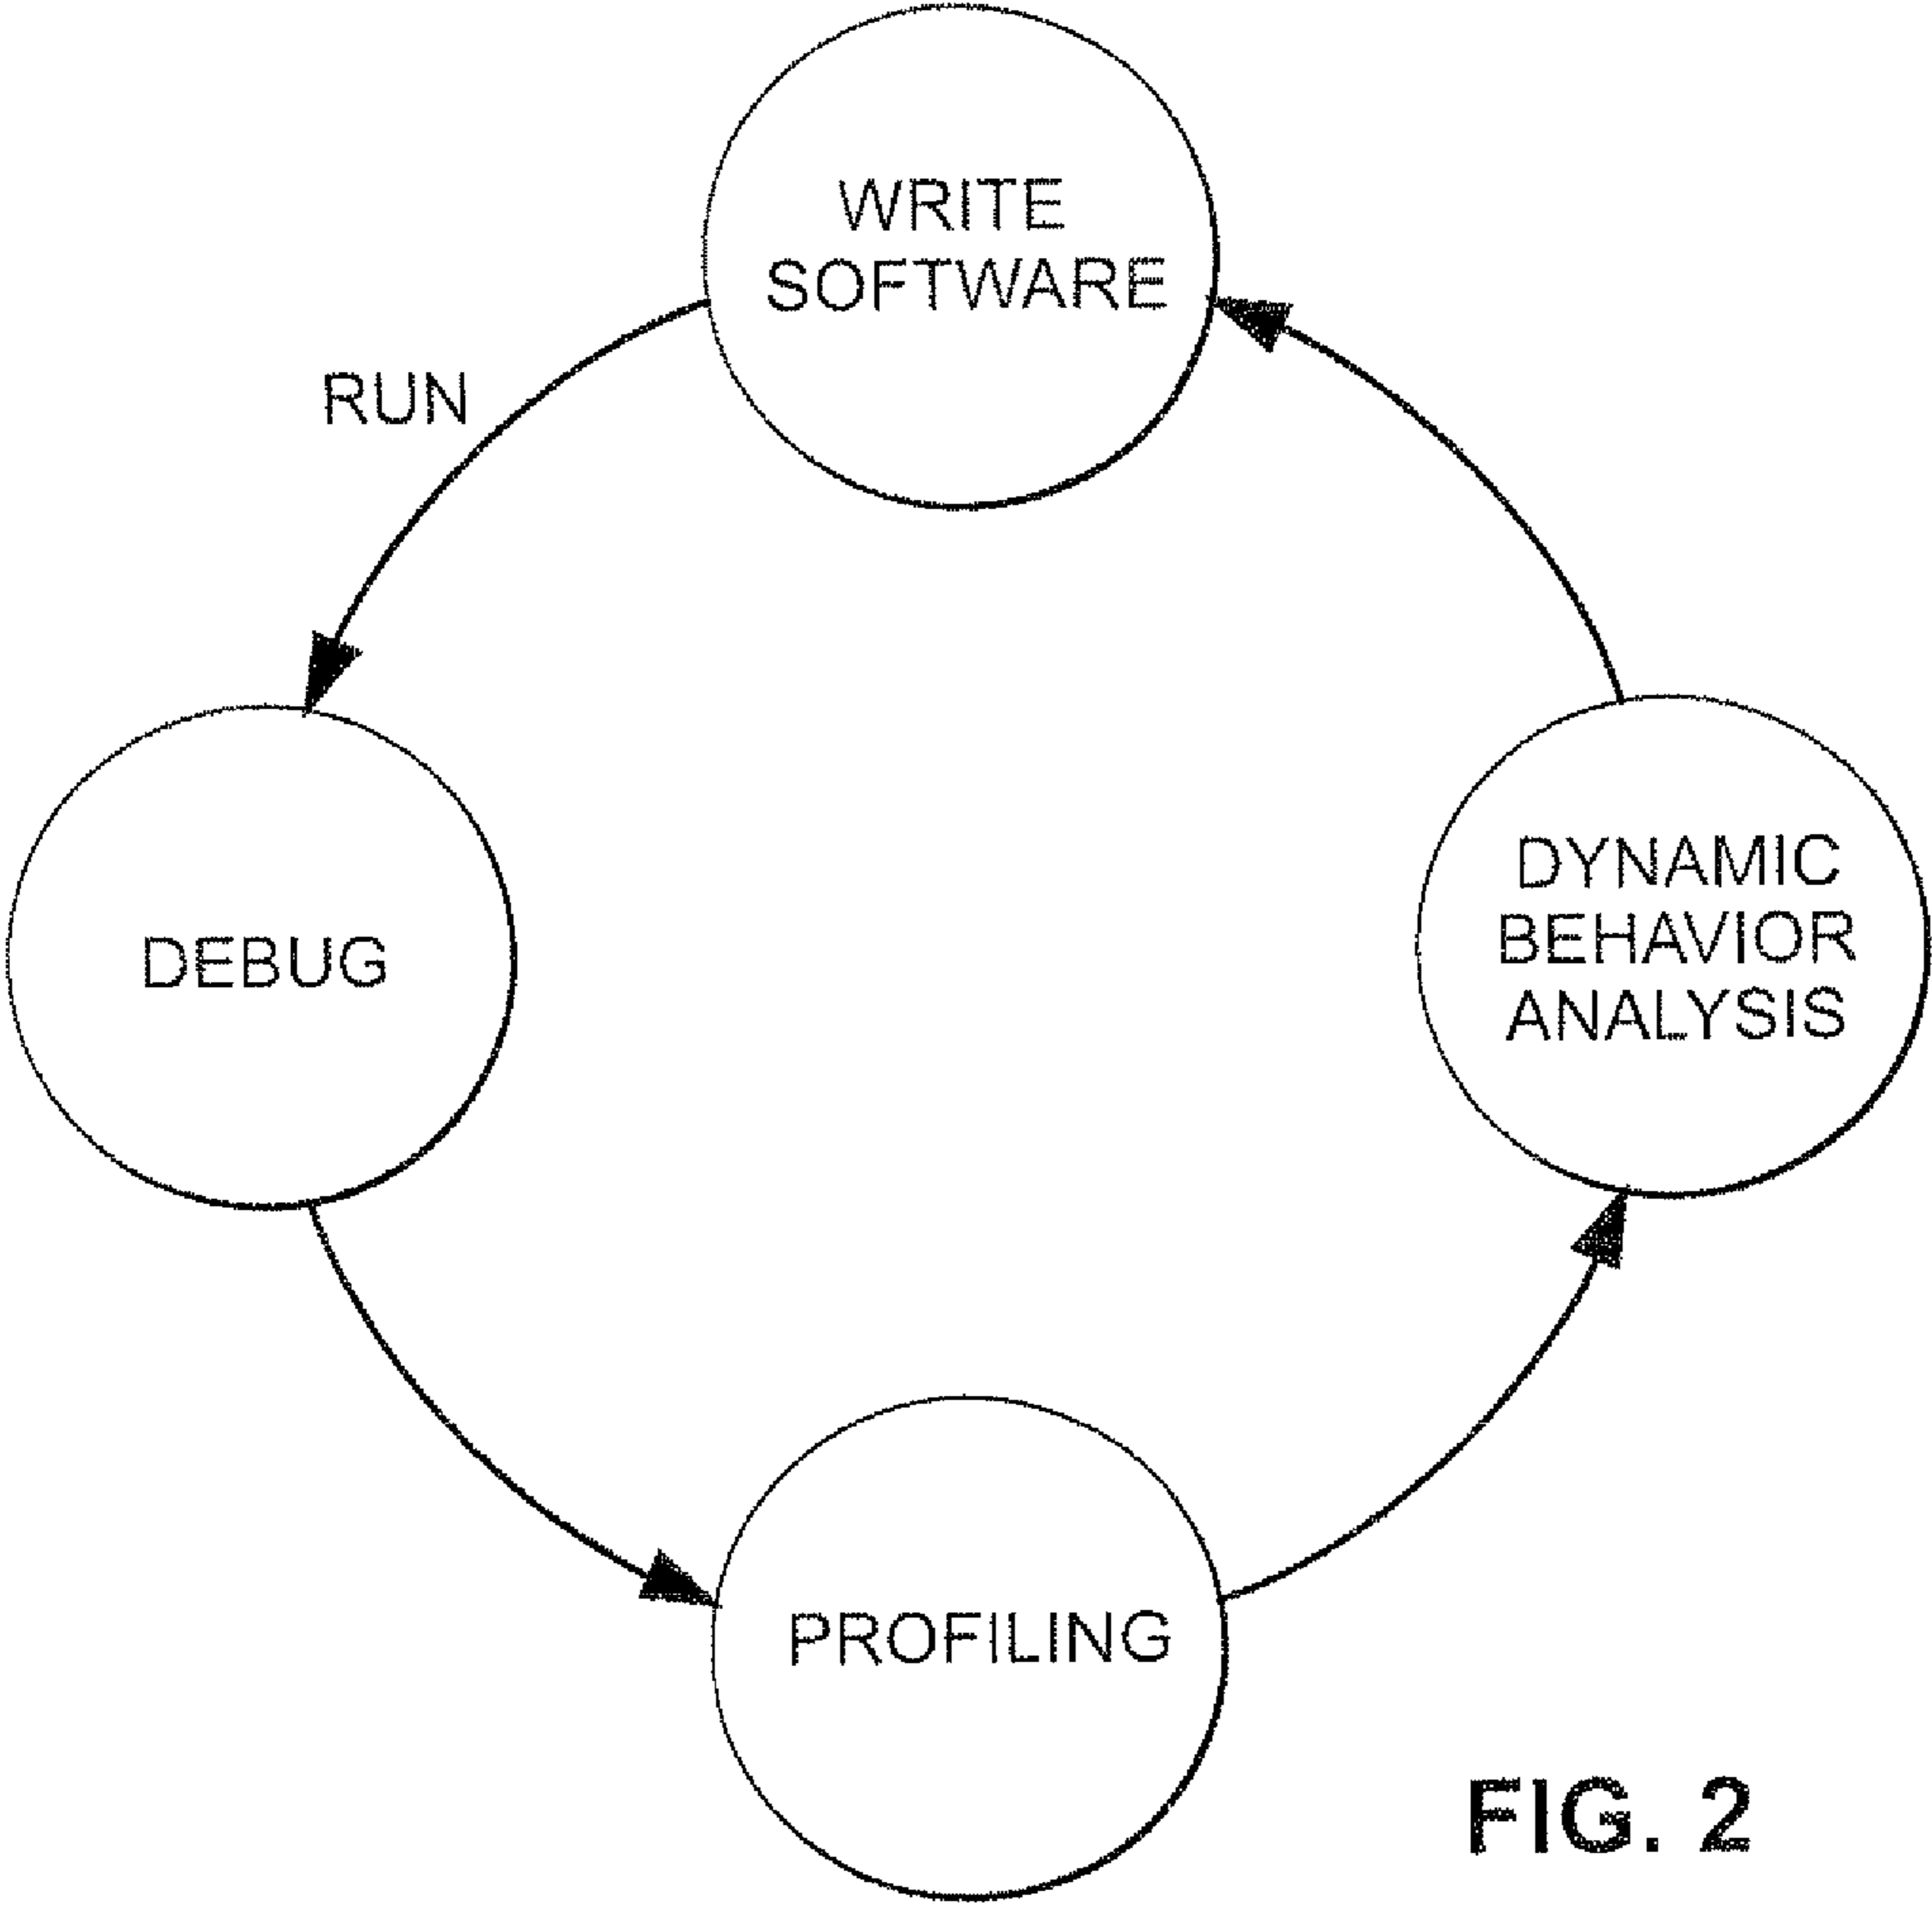 WRITE
SOFTWARE
RUN
DEBUG
DYNAMIC
BEHAVIOR
ANALYSIS
PROFILING
FIG. 2